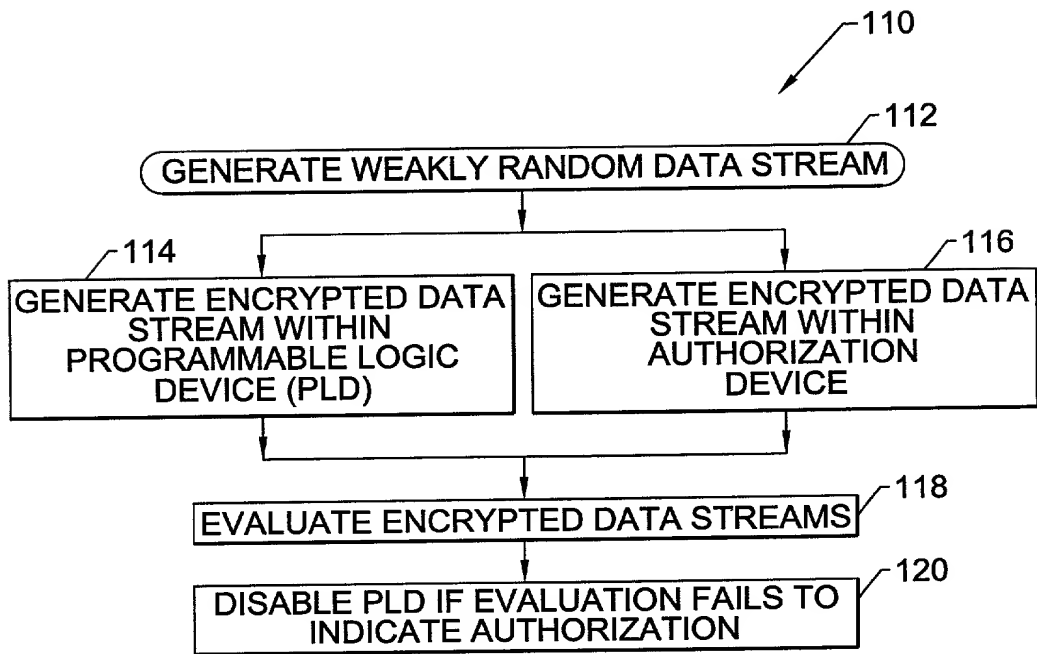 110
112
GENERATE WEAKLY RANDOM DATA STREAM
114
GENERATE ENCRYPTED DATA
STREAM WITHIN
PROGRAMMABLE LOGIC
DEVICE (PLD)
116
GENERATE ENCRYPTED DATA
STREAM WITHIN
AUTHORIZATION
DEVICE
118
EVALUATE ENCRYPTED DATA STREAMS
120
DISABLE PLD IF EVALUATION FAILS TO
INDICATE AUTHORIZATION